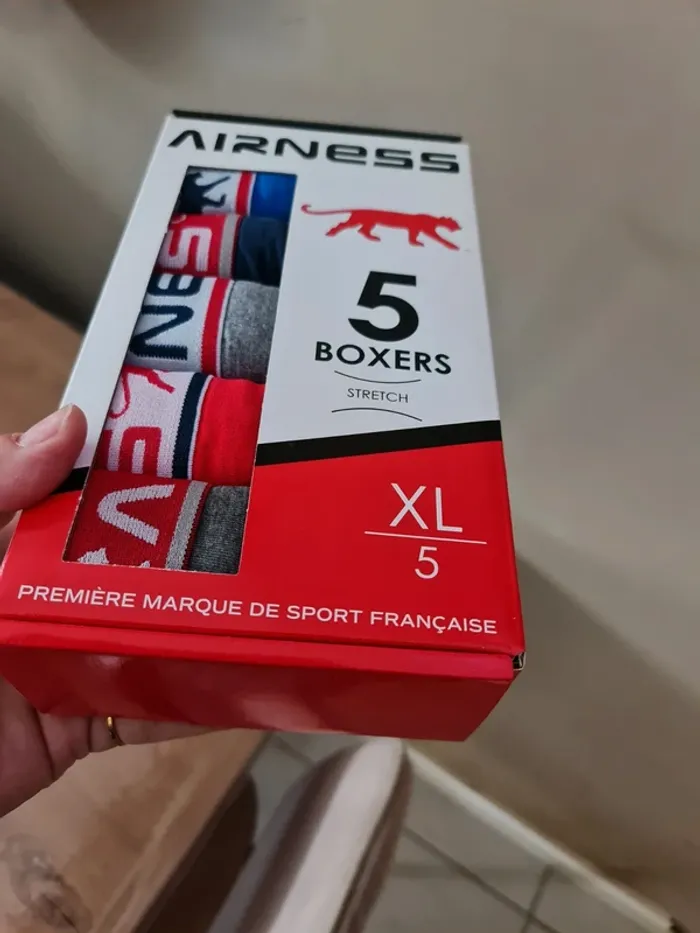 AIRNESS
5
BOXERS
STRETCH
XL
5
PREMIÈRE MARQUE DE SPORT FRANÇAISE